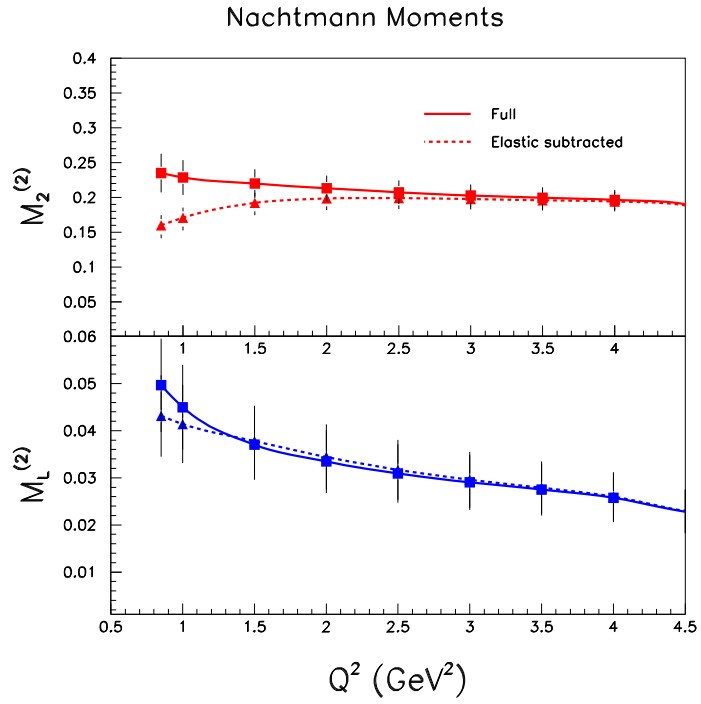 Nachtmann Moments
M₂⁽²⁾
0.4
0.35
0.3
0.25
0.2
0.15
0.1
0.05
Full
Elastic subtracted
1 1.5 2 2.5 3 3.5 4
M_L⁽²⁾
0.06
0.05
0.04
0.03
0.02
0.01
0.5 1 1.5 2 2.5 3 3.5 4 4.5
Q² (GeV²)